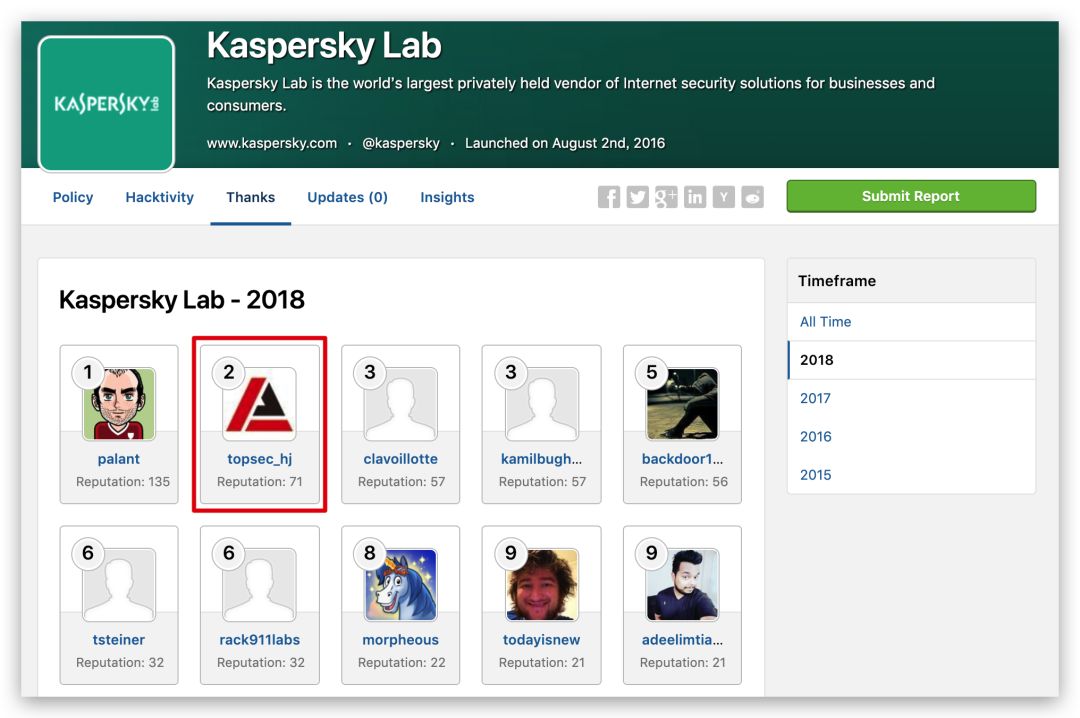 KASPERSKY lab
Kaspersky Lab
Kaspersky Lab is the world's largest privately held vendor of Internet security solutions for businesses and
consumers.
www.kaspersky.com · @kaspersky · Launched on August 2nd, 2016
Policy Hacktivity Thanks Updates (0) Insights f g+ in Y Submit Report
Kaspersky Lab - 2018
1 2 3 3 5
palant topsec_hj clavoillotte kamilbugh... backdoor1...
Reputation: 135 Reputation: 71 Reputation: 57 Reputation: 57 Reputation: 56
6 6 8 9 9
tsteiner rack911labs morpheous todayisnew adeelimtia...
Reputation: 32 Reputation: 32 Reputation: 22 Reputation: 21 Reputation: 21
Timeframe
All Time
2018
2017
2016
2015